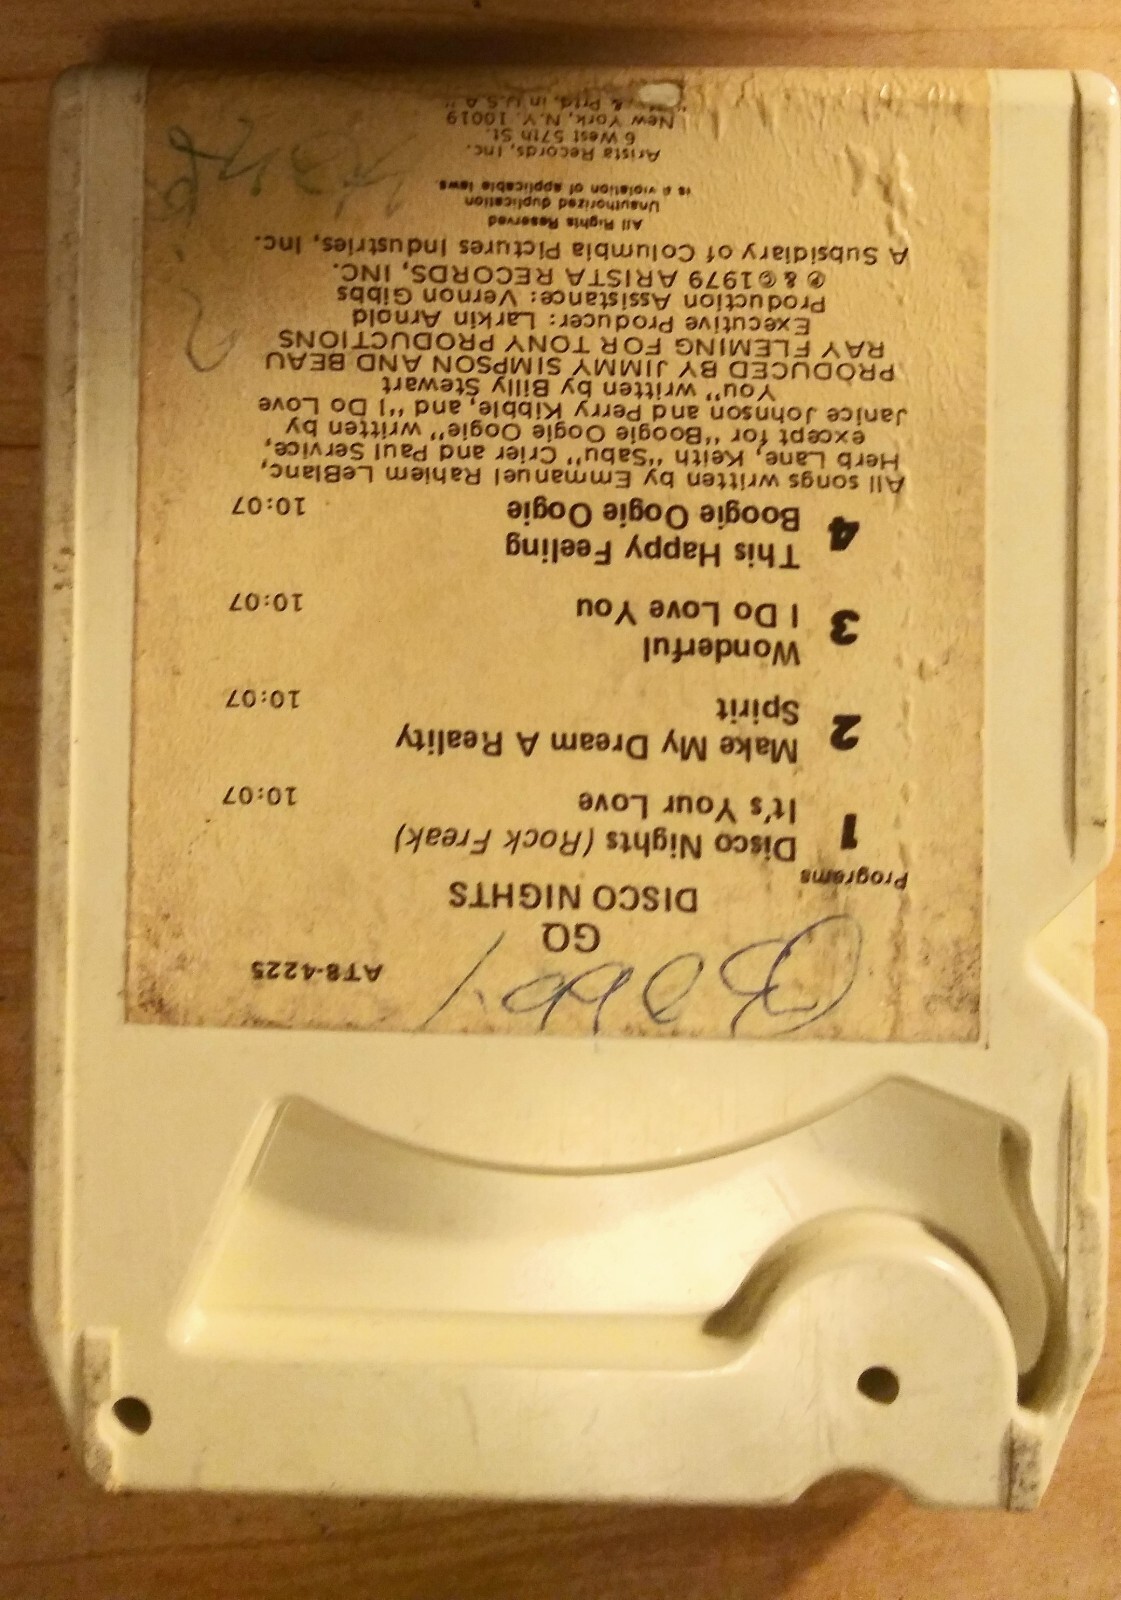 Bobby
AT8-4225
GQ
DISCO NIGHTS
Programs
1 Disco Nights (Rock Freak)
It's Your Love 10:07
2 Make My Dream A Reality
Spirit 10:07
3 Wonderful
I Do Love You 10:07
4 This Happy Feeling
Boogie Oogie Oogie 10:07
All songs written by Emmanuel Rahiem LeBlanc,
Herb Lane, Keith "Sabu" Crier and Paul Service,
except for "Boogie Oogie Oogie" written by
Janice Johnson and Perry Kibble, and "I Do Love
You" written by Billy Stewart
PRODUCED BY JIMMY SIMPSON AND BEAU
RAY FLEMING FOR TONY PRODUCTIONS
Executive Producer: Larkin Arnold
Production Assistance: Vernon Gibbs
℗ & ©1979 ARISTA RECORDS, INC.
A Subsidiary of Columbia Pictures Industries, Inc.
All Rights Reserved
Unauthorized duplication
is a violation of applicable laws.
Arista Records, Inc.
6 West 57th St.
New York, N.Y. 10019
& Prtd. in U.S.A."